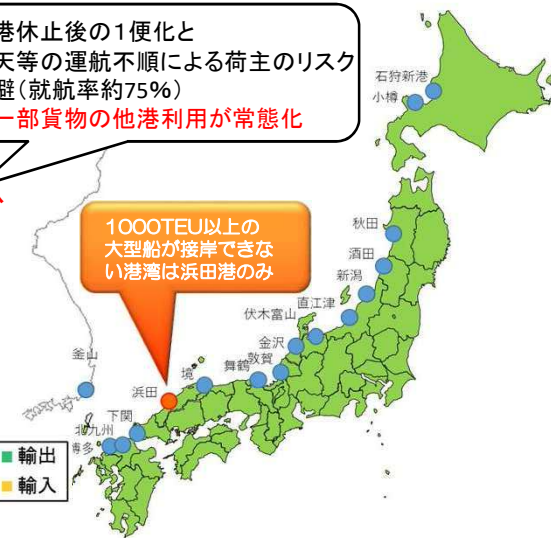 港休止後の1便化と
天等の運航不順による荷主のリスク
避(就航率約75%)
一部貨物の他港利用が常態化
石狩新港
小樽
1000TEU以上の
大型船が接岸できな
い港湾は浜田港のみ
秋田
酒田
新潟
直江津
伏木富山
金沢
敦賀
舞鶴
境
釜山
浜田
下関
北九州
博多
輸出
輸入